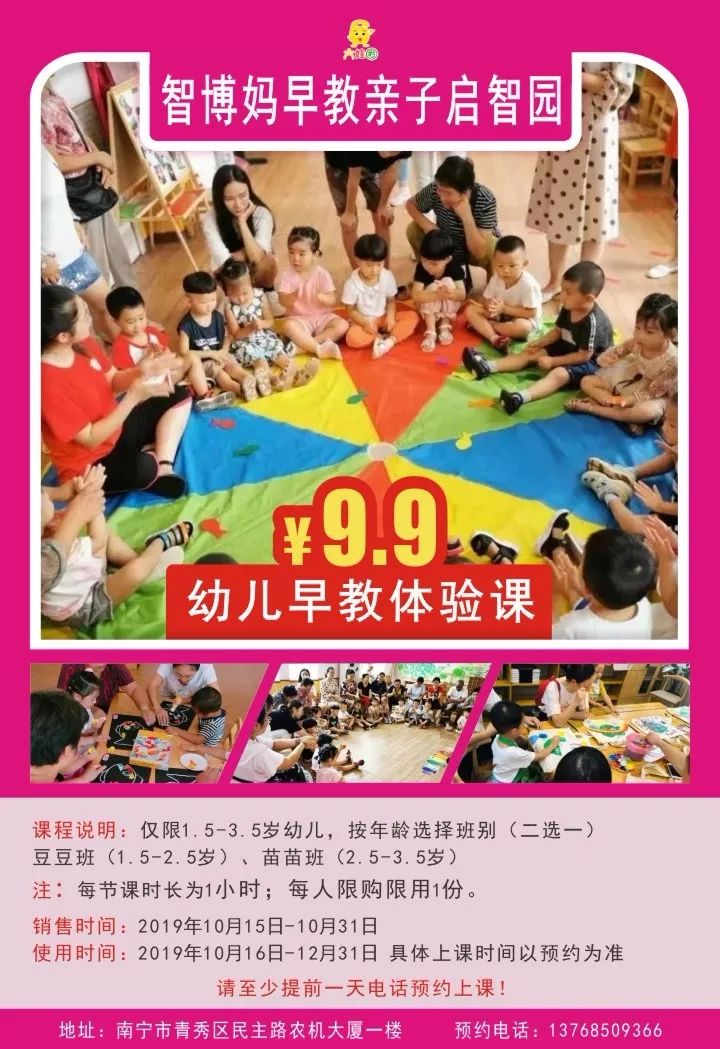 大娃圈
智博妈早教亲子启智园
¥9.9
幼儿早教体验课
课程说明：仅限1.5-3.5岁幼儿，按年龄选择班别（二选一）
豆豆班（1.5-2.5岁）、苗苗班（2.5-3.5岁）
注：每节课时长为1小时；每人限购限用1份。
销售时间：2019年10月15日-10月31日
使用时间：2019年10月16日-12月31日 具体上课时间以预约为准
请至少提前一天电话预约上课！
地址：南宁市青秀区民主路农机大厦一楼 预约电话：13768509366